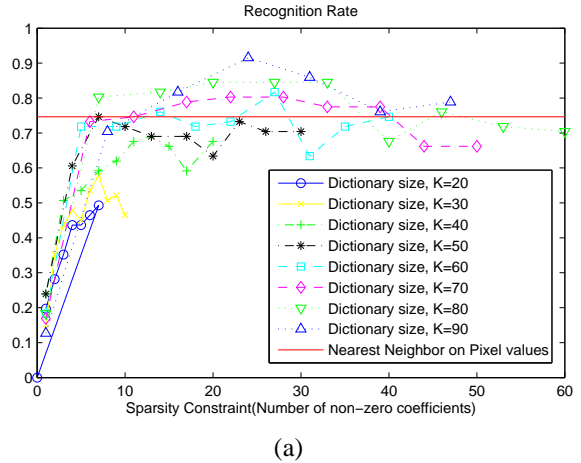 Recognition Rate
1
0.9
0.8
0.7
0.6
0.5
0.4
0.3
0.2
0.1
0
Dictionary size, K=20
Dictionary size, K=30
Dictionary size, K=40
Dictionary size, K=50
Dictionary size, K=60
Dictionary size, K=70
Dictionary size, K=80
Dictionary size, K=90
Nearest Neighbor on Pixel values
0 10 20 30 40 50 60
Sparsity Constraint(Number of non-zero coefficients)
(a)